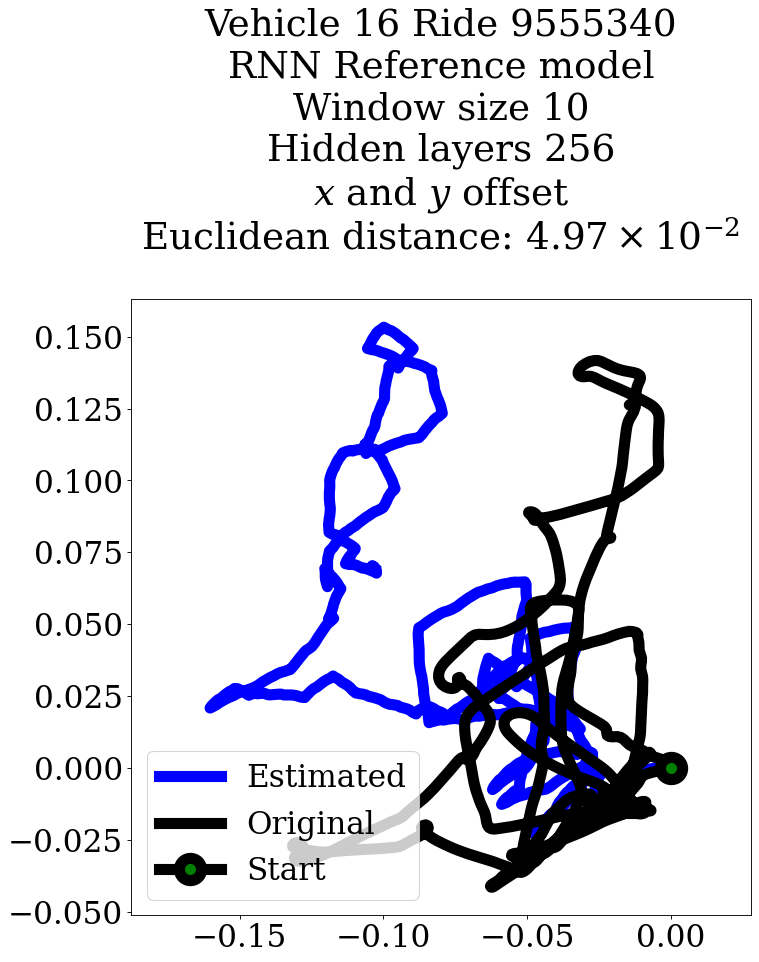 Vehicle 16 Ride 9555340
RNN Reference model
Window size 10
Hidden layers 256
x and y offset
Euclidean distance: 4.97 × 10⁻²
0.150
0.125
0.100
0.075
0.050
0.025
0.000
−0.025
−0.050
Estimated
Original
Start
−0.15 −0.10 −0.05 0.00